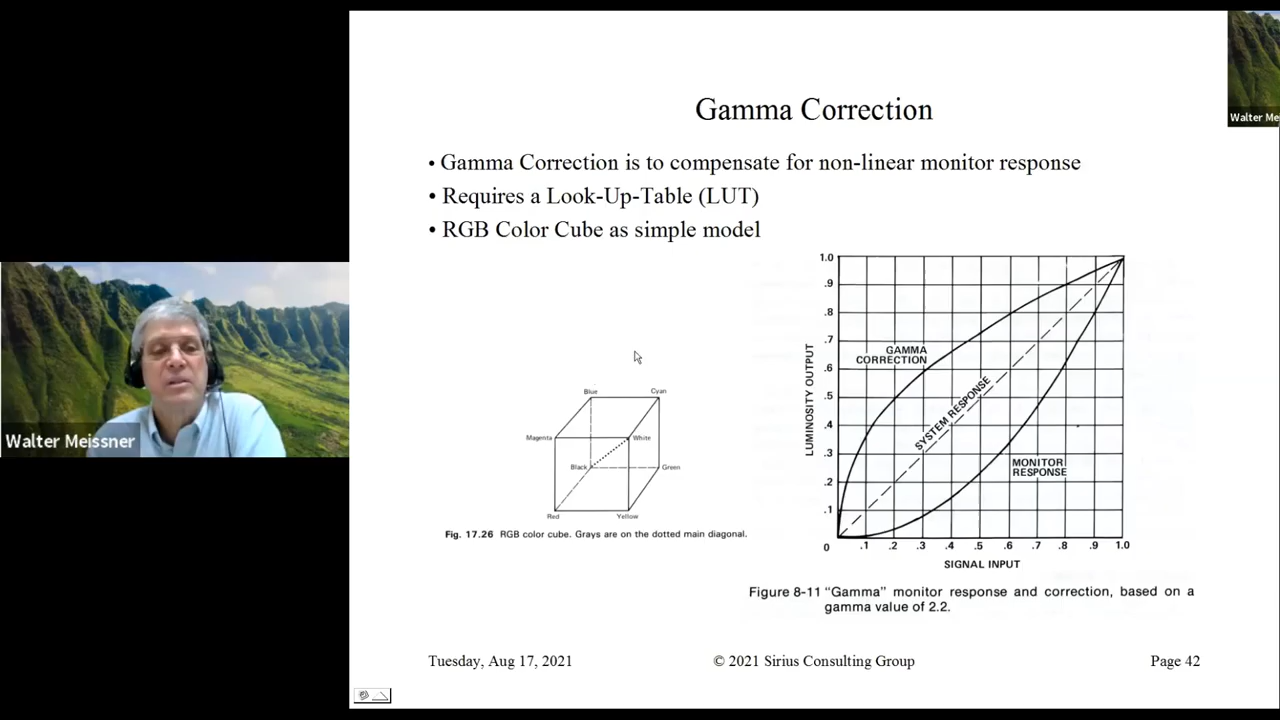 Gamma Correction
• Gamma Correction is to compensate for non-linear monitor response
• Requires a Look-Up-Table (LUT)
• RGB Color Cube as simple model
Walter Mei
Walter Meissner
Blue
Cyan
Magenta
White
Black
Green
Red
Yellow
Fig. 17.26 RGB color cube. Grays are on the dotted main diagonal.
LUMINOSITY OUTPUT
1.0
.9
.8
.7
.6
.5
.4
.3
.2
.1
0
.1 .2 .3 .4 .5 .6 .7 .8 .9 1.0
SIGNAL INPUT
GAMMA
CORRECTION
SYSTEM RESPONSE
MONITOR
RESPONSE
Figure 8-11 “Gamma” monitor response and correction, based on a
gamma value of 2.2.
Tuesday, Aug 17, 2021 © 2021 Sirius Consulting Group Page 42